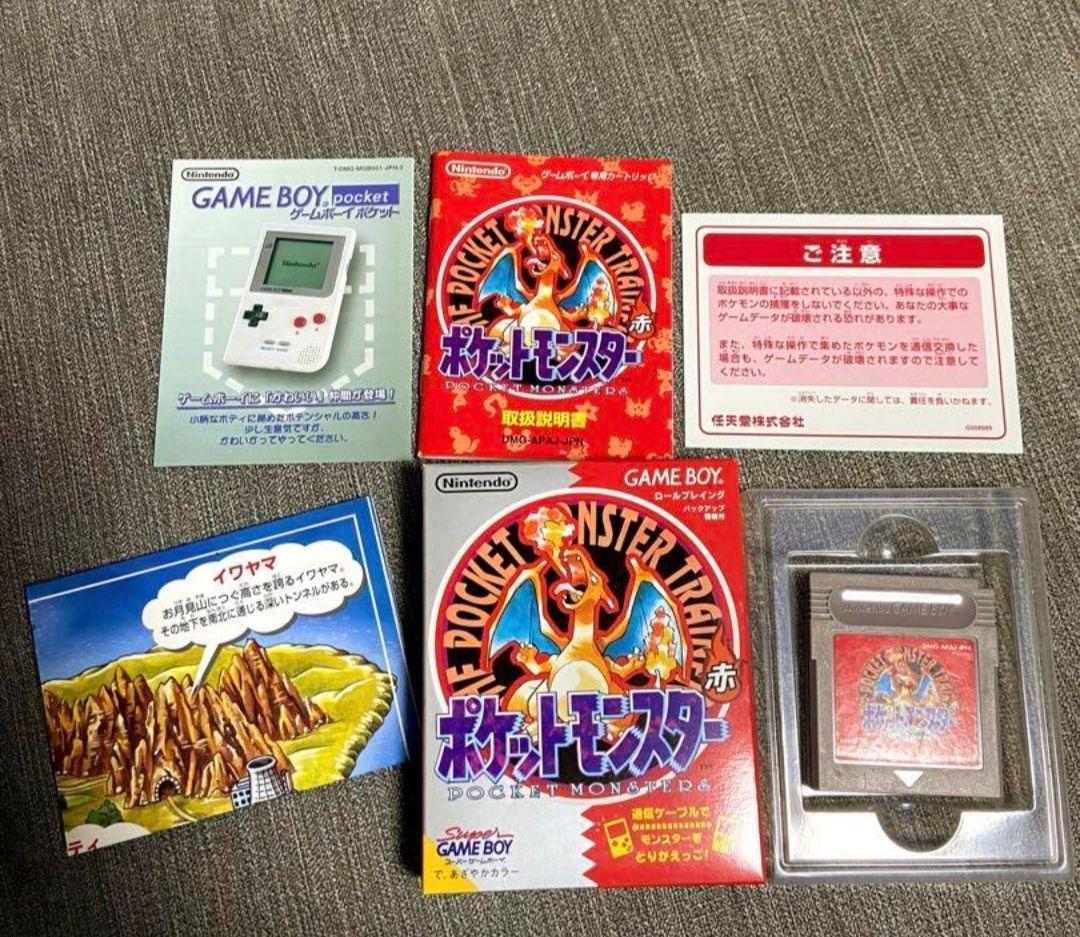 Nintendo
T-DMG-MGB001-JPN-2
GAME BOY® pocket
ゲームボーイポケット
Nintendo
ゲームボーイに「かわいい」仲間が登場!
小柄なボディに秘めたポテンシャルの高さ!
少し生意気ですが、
かわいがってやってください。
Nintendo
ゲームボーイ専用カートリッジ
POCKET MONSTER TRAINE
赤
ポケットモンスター
POCKET MONSTERS
取扱説明書
DMG-APAJ-JPN
ご注意
取扱説明書に記載されている以外の、特殊な操作での
ポケモンの捕獲をしないでください。あなたの大事な
ゲームデータが破壊される恐れがあります。
また、特殊な操作で集めたポケモンを通信交換した
場合も、ゲームデータが破壊されますので注意して
ください。
※消失したデータに関しては、責任を負いかねます。
任天堂株式会社
イワヤマ
お月見山につぐ高さを誇るイワヤマ。
その地下を南北に通じる深いトンネルがある。
ティ
Nintendo
GAME BOY®
ロールプレイング
バックアップ
機能付
POCKET MONSTER TRAINE
赤
ポケットモンスター
POCKET MONSTERS
Super
GAME BOY
スーパーゲームボーイ
で、あざやかカラー
通信ケーブルで
モンスターを
とりかえっこ!
Nintendo GAME BOY
DMG-APAJ-JPN
POCKET MONSTER
ポケットモンスター